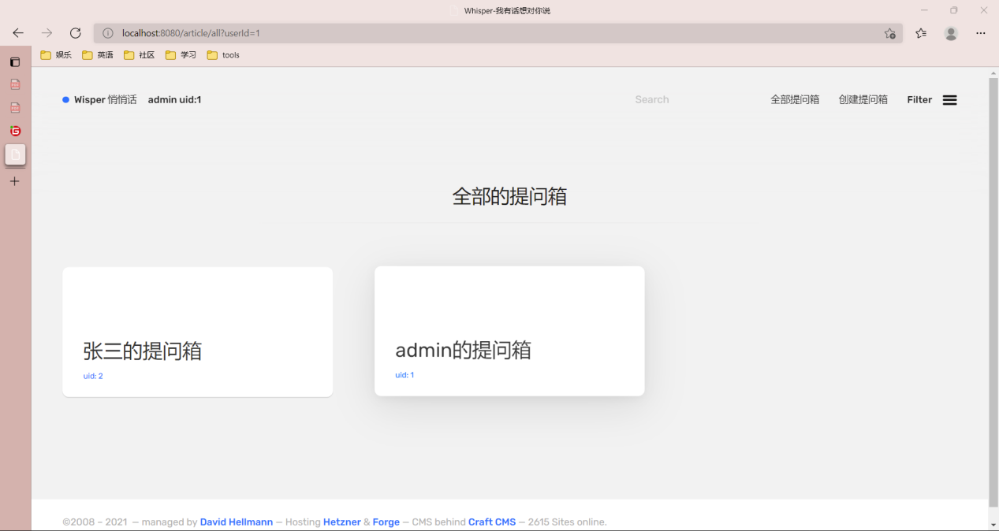 Whisper-我有话想对你说
localhost:8080/article/all?userId=1
娱乐 英语 社区 学习 tools
Wisper 悄悄话 admin uid:1 Search 全部提问箱 创建提问箱 Filter
全部的提问箱
张三的提问箱
uid: 2
admin的提问箱
uid: 1
©2008 – 2021 — managed by David Hellmann — Hosting Hetzner & Forge — CMS behind Craft CMS — 2615 Sites online.